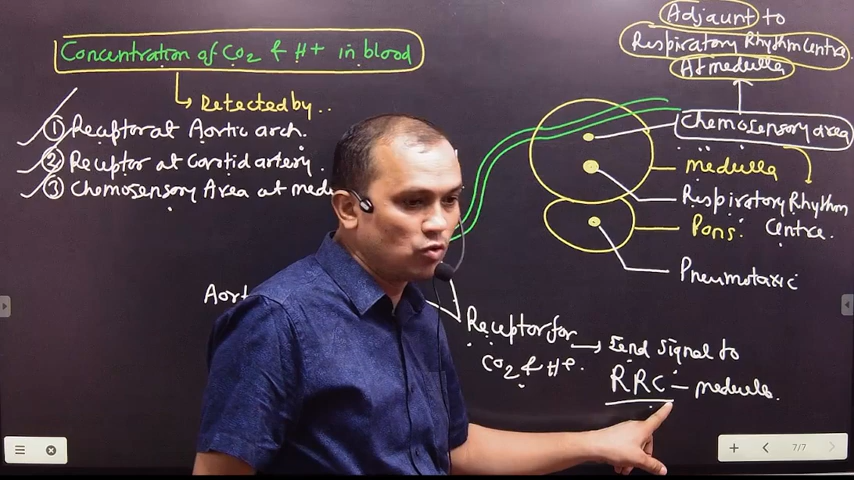 Concentration of CO2 & H+ in blood
Detected by..
① Receptor at Aortic arch.
② Receptor at Carotid artery.
③ Chemosensory Area at medu
Aort
Receptor for
CO2 & H⊕.
Send signal to
RRC - medulla.
Adjacent to
Respiratory Rhythm Centre
At medulla
Chemosensory area
medulla
Respiratory Rhythm
Centre.
Pons.
Pneumotaxic
7/7